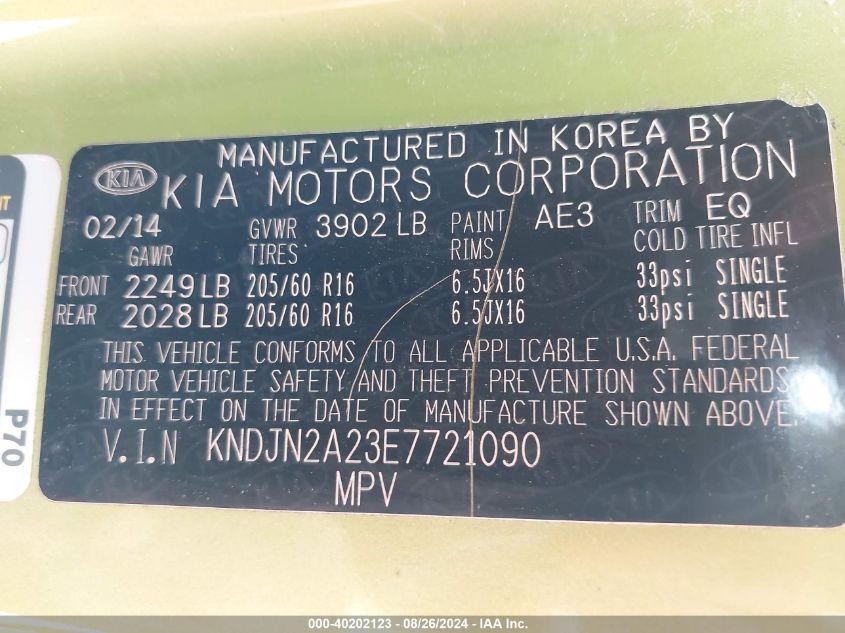 MANUFACTURED IN KOREA BY
KIA KIA MOTORS CORPORATION
02/14 GVWR 3902 LB PAINT AE3 TRIM EQ
GAWR TIRES RIMS COLD TIRE INFL
FRONT 2249 LB 205/60 R16 6.5JX16 33psi SINGLE
REAR 2028 LB 205/60 R16 6.5JX16 33psi SINGLE
THIS VEHICLE CONFORMS TO ALL APPLICABLE U.S.A. FEDERAL
MOTOR VEHICLE SAFETY AND THEFT PREVENTION STANDARDS
IN EFFECT ON THE DATE OF MANUFACTURE SHOWN ABOVE.
V.I.N KNDJN2A23E7721090
MPV
P70
000-40202123 - 08/26/2024 - IAA Inc.